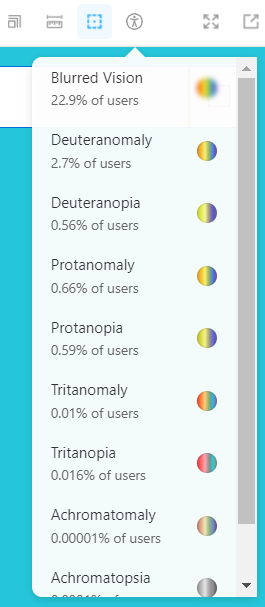 Blurred Vision
22.9% of users
Deuteranomaly
2.7% of users
Deuteranopia
0.56% of users
Protanomaly
0.66% of users
Protanopia
0.59% of users
Tritanomaly
0.01% of users
Tritanopia
0.016% of users
Achromatomaly
0.00001% of users
Achromatopsia